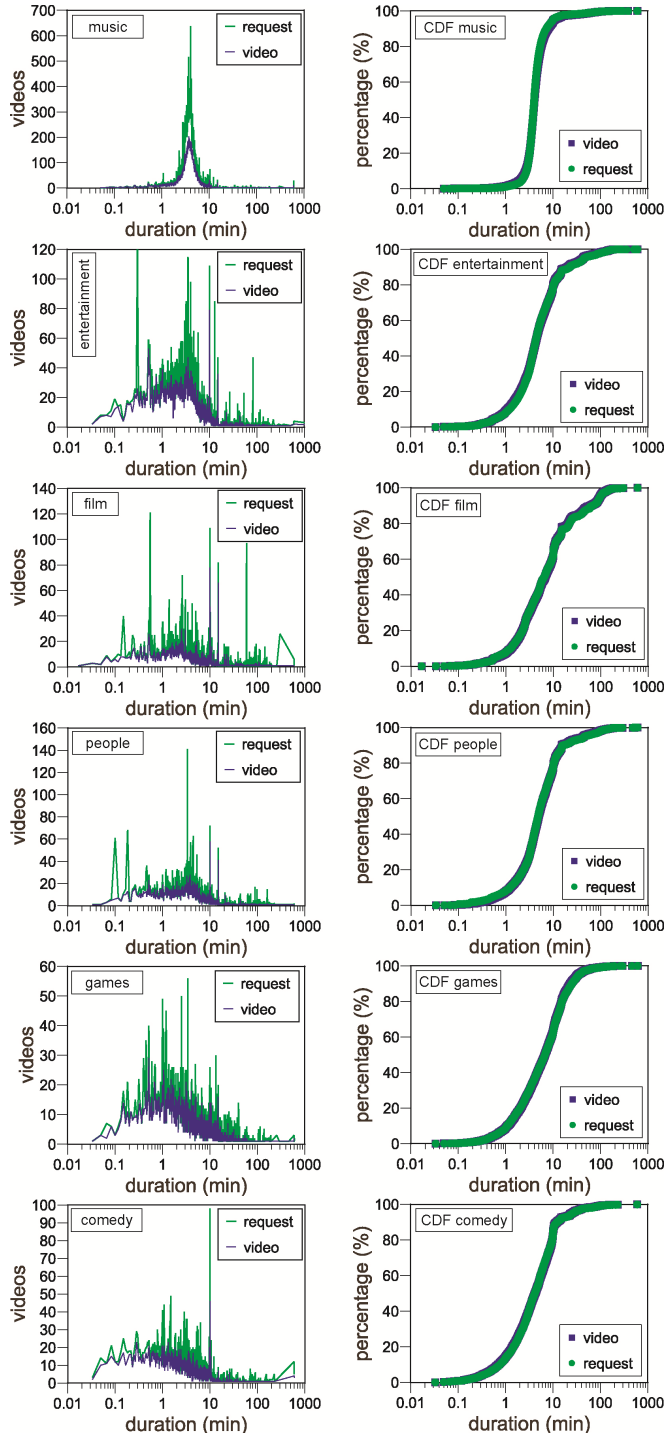 music
request
video
videos
700
600
500
400
300
200
100
0
0.01 0.1 1 10 100 1000
duration (min)
CDF music
video
request
percentage (%)
100
80
60
40
20
0
0.01 0.1 1 10 100 1000
duration (min)
entertainment
request
video
videos
120
100
80
60
40
20
0
0.01 0.1 1 10 100 1000
duration (min)
CDF entertainment
video
request
percentage (%)
100
80
60
40
20
0
0.01 0.1 1 10 100 1000
duration (min)
film
request
video
videos
140
120
100
80
60
40
20
0
0.01 0.1 1 10 100 1000
duration (min)
CDF film
video
request
percentage (%)
100
80
60
40
20
0
0.01 0.1 1 10 100 1000
duration (min)
people
request
video
videos
160
140
120
100
80
60
40
20
0
0.01 0.1 1 10 100 1000
duration (min)
CDF people
video
request
percentage (%)
100
80
60
40
20
0
0.01 0.1 1 10 100 1000
duration (min)
games
request
video
videos
60
50
40
30
20
10
0
0.01 0.1 1 10 100 1000
duration (min)
CDF games
video
request
percentage (%)
100
80
60
40
20
0
0.01 0.1 1 10 100 1000
duration (min)
comedy
request
video
videos
100
90
80
70
60
50
40
30
20
10
0
0.01 0.1 1 10 100 1000
duration (min)
CDF comedy
video
request
percentage (%)
100
80
60
40
20
0
0.01 0.1 1 10 100 1000
duration (min)